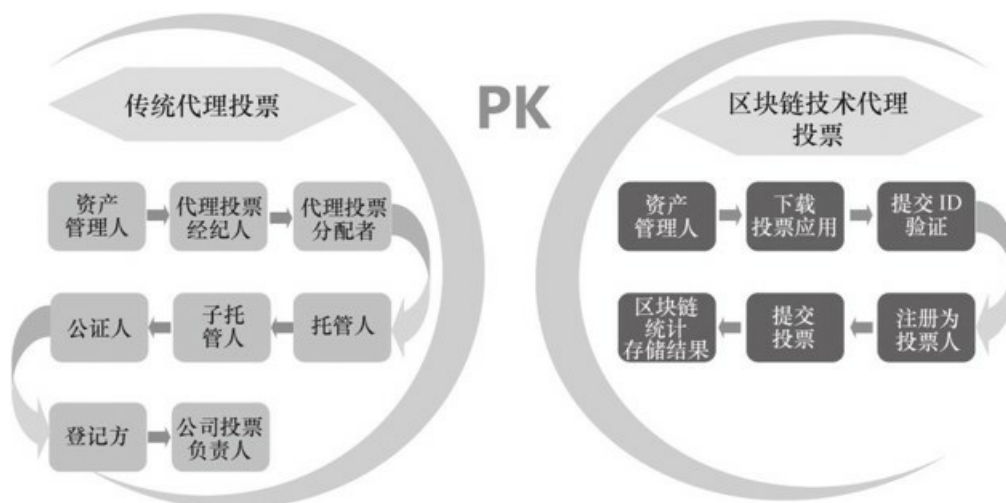 传统代理投票
PK
区块链技术代理
投票
资产
管理人
代理投票
经纪人
代理投票
分配者
托管人
子托
管人
公证人
登记方
公司投票
负责人
资产
管理人
下载
投票应用
提交 ID
验证
注册为
投票人
提交
投票
区块链
统计
存储结果